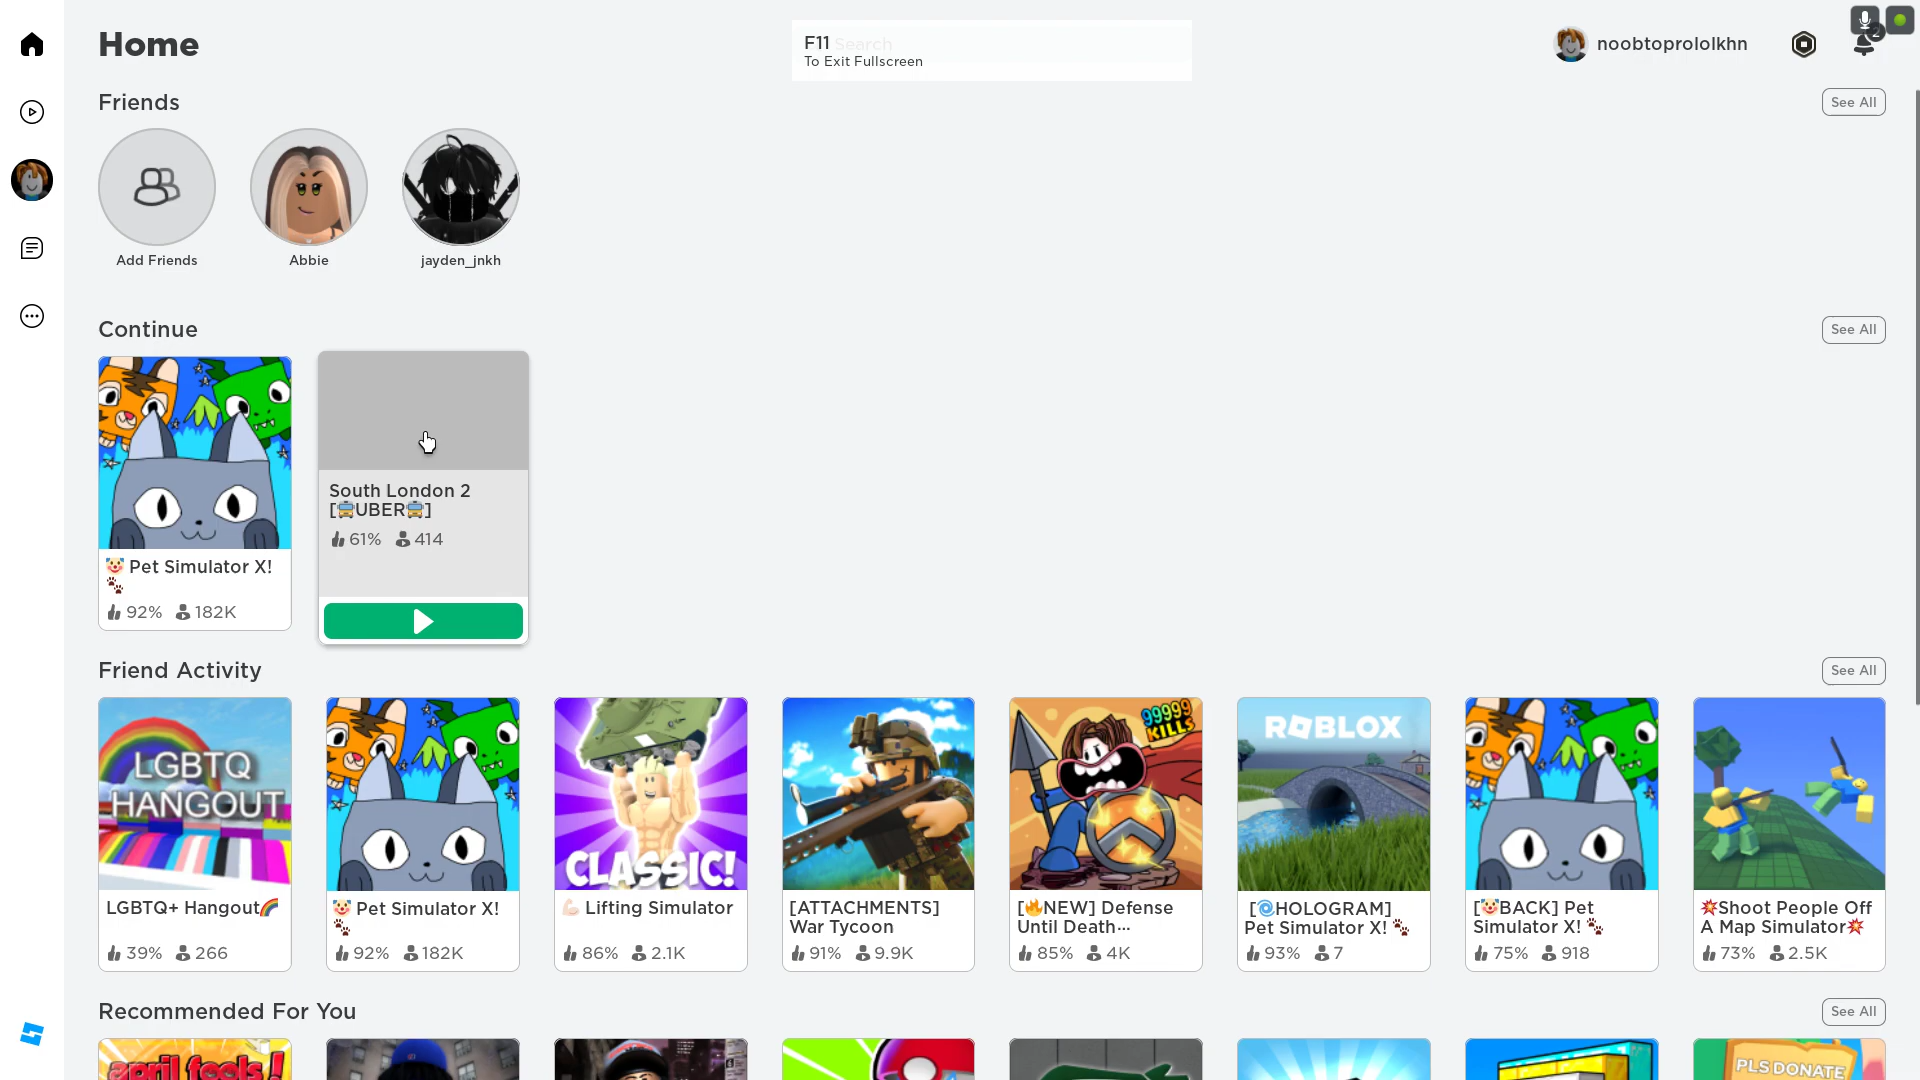 Home
F11 Search
To Exit Fullscreen
noobtoprololkhn
2
Friends
See All
Add Friends
Abbie
jayden_jnkh
Continue
See All
🤡 Pet Simulator X!
🐾
92% 182K
South London 2
[🚖UBER🚖]
61% 414
Friend Activity
See All
LGBTQ
HANGOUT
LGBTQ+ Hangout🌈
39% 266
🤡 Pet Simulator X!
🐾
92% 182K
CLASSIC!
💪🏻 Lifting Simulator
86% 2.1K
[ATTACHMENTS]
War Tycoon
91% 9.9K
99999
KILLS
[🔥NEW] Defense
Until Death...
85% 4K
ROBLOX
[🌀HOLOGRAM]
Pet Simulator X! 🐾
93% 7
[🤡BACK] Pet
Simulator X! 🐾
75% 918
💥Shoot People Off
A Map Simulator💥
73% 2.5K
Recommended For You
See All
april fools!
PLS DONATE